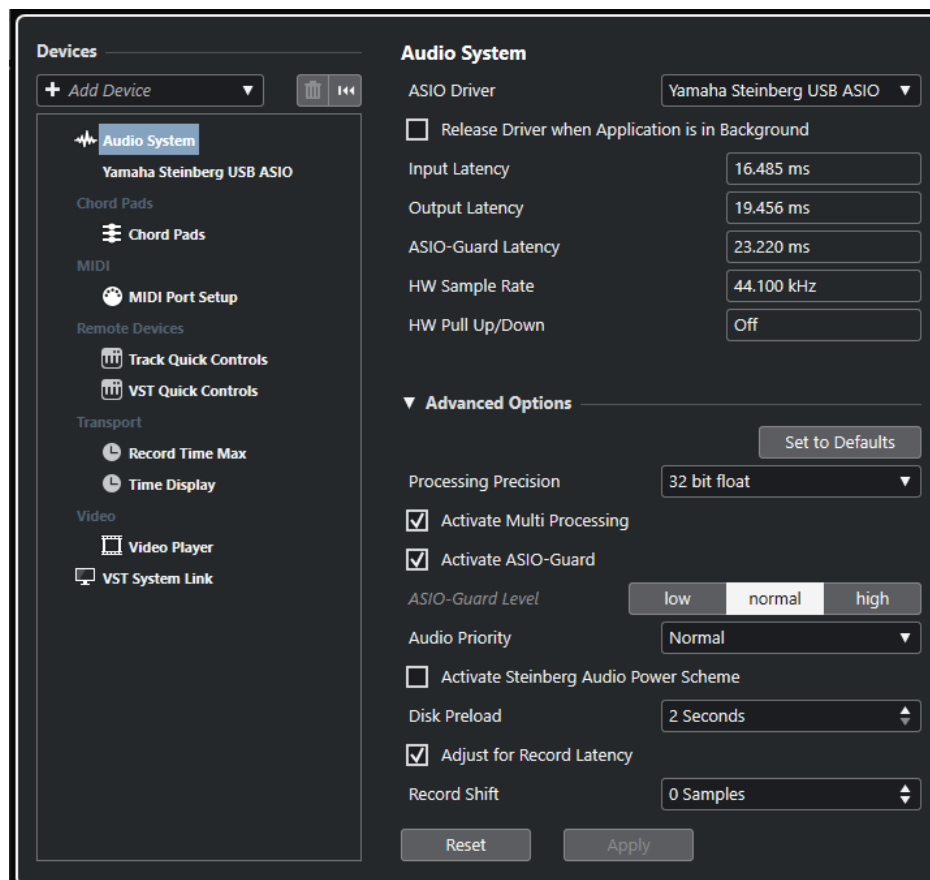 Devices
+ Add Device
Audio System
Yamaha Steinberg USB ASIO
Chord Pads
Chord Pads
MIDI
MIDI Port Setup
Remote Devices
Track Quick Controls
VST Quick Controls
Transport
Record Time Max
Time Display
Video
Video Player
VST System Link
Audio System
ASIO Driver Yamaha Steinberg USB ASIO
Release Driver when Application is in Background
Input Latency 16.485 ms
Output Latency 19.456 ms
ASIO-Guard Latency 23.220 ms
HW Sample Rate 44.100 kHz
HW Pull Up/Down Off
Advanced Options
Set to Defaults
Processing Precision 32 bit float
Activate Multi Processing
Activate ASIO-Guard
ASIO-Guard Level low normal high
Audio Priority Normal
Activate Steinberg Audio Power Scheme
Disk Preload 2 Seconds
Adjust for Record Latency
Record Shift 0 Samples
Reset Apply